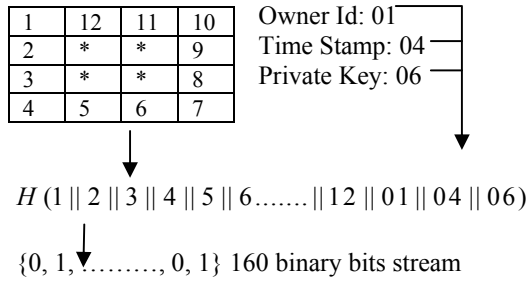 1 12 11 10
2 * * 9
3 * * 8
4 5 6 7
Owner Id: 01
Time Stamp: 04
Private Key: 06
H (1 || 2 || 3 || 4 || 5 || 6....... || 12 || 01 || 04 || 06)
{0, 1, ………, 0, 1} 160 binary bits stream